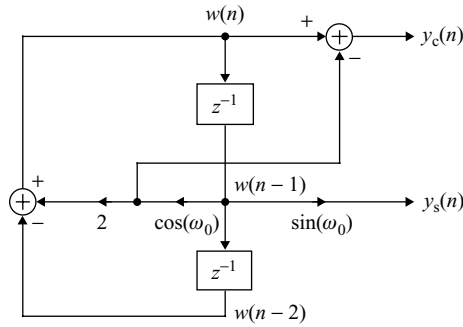 w(n)
+
+
−
y_c(n)
z^{−1}
w(n − 1)
+
+
−
2
cos(ω_0)
sin(ω_0)
y_s(n)
z^{−1}
w(n − 2)